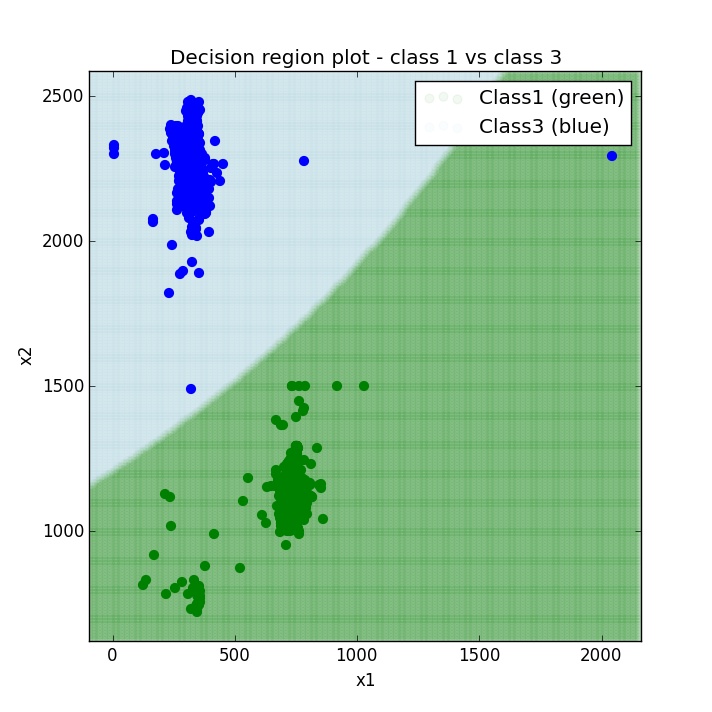 Decision region plot - class 1 vs class 3
Class1 (green)
Class3 (blue)
2500
2000
1500
1000
x2
0 500 1000 1500 2000
x1